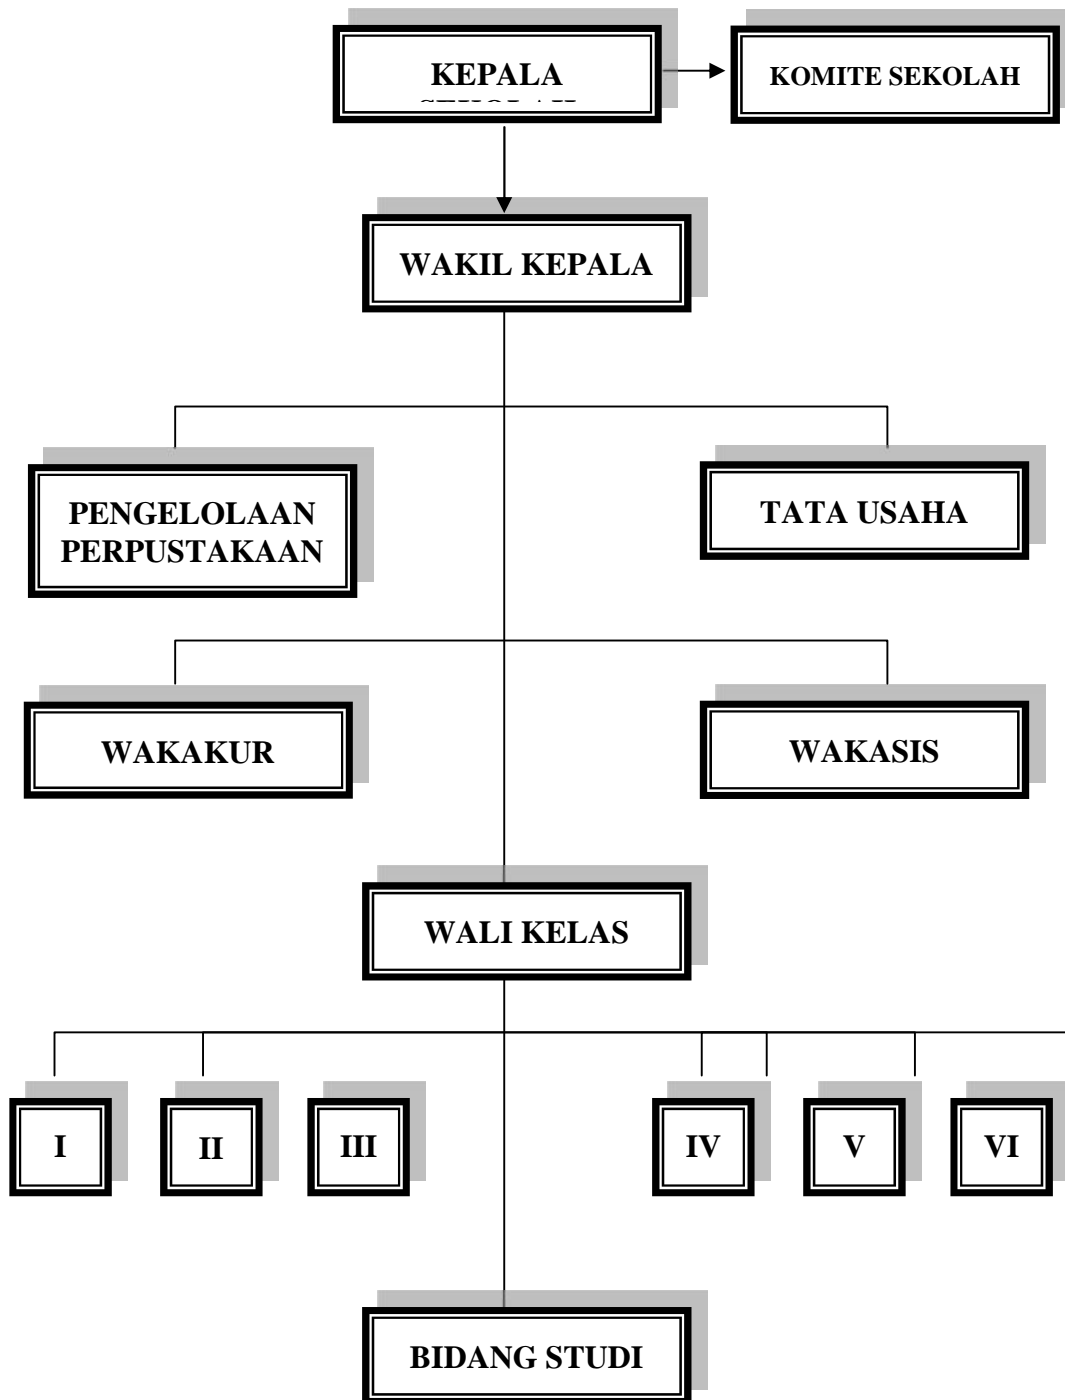 KEPALA
KOMITE SEKOLAH
WAKIL KEPALA
PENGELOLAAN
PERPUSTAKAAN
TATA USAHA
WAKAKUR
WAKASIS
WALI KELAS
I
II
III
IV
V
VI
BIDANG STUDI